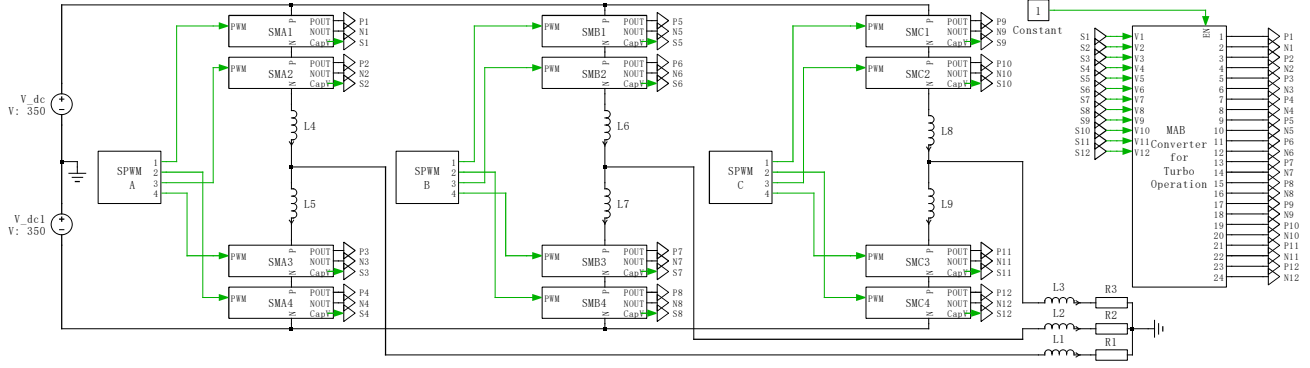 V_dc
V: 350
V_dc1
V: 350
SPWM
A
1
2
3
4
PWM
SMA1
P
N
POUT
NOUT
CapV
P1
N1
S1
PWM
SMA2
P
N
POUT
NOUT
CapV
P2
N2
S2
L4
L5
PWM
SMA3
P
N
POUT
NOUT
CapV
P3
N3
S3
PWM
SMA4
P
N
POUT
NOUT
CapV
P4
N4
S4
SPWM
B
1
2
3
4
PWM
SMB1
P
N
POUT
NOUT
CapV
P5
N5
S5
PWM
SMB2
P
N
POUT
NOUT
CapV
P6
N6
S6
L6
L7
PWM
SMB3
P
N
POUT
NOUT
CapV
P7
N7
S7
PWM
SMB4
P
N
POUT
NOUT
CapV
P8
N8
S8
SPWM
C
1
2
3
4
PWM
SMC1
P
N
POUT
NOUT
CapV
P9
N9
S9
PWM
SMC2
P
N
POUT
NOUT
CapV
P10
N10
S10
L8
L9
PWM
SMC3
P
N
POUT
NOUT
CapV
P11
N11
S11
PWM
SMC4
P
N
POUT
NOUT
CapV
P12
N12
S12
L3
R3
L2
R2
L1
R1
1
Constant
EN
S1 V1
S2 V2
S3 V3
S4 V4
S5 V5
S6 V6
S7 V7
S8 V8
S9 V9
S10 V10
S11 V11
S12 V12
MAB
Converter
for
Turbo
Operation
1 P1
2 N1
3 P2
4 N2
5 P3
6 N3
7 P4
8 N4
9 P5
10 N5
11 P6
12 N6
13 P7
14 N7
15 P8
16 N8
17 P9
18 N9
19 P10
20 N10
21 P11
22 N11
23 P12
24 N12